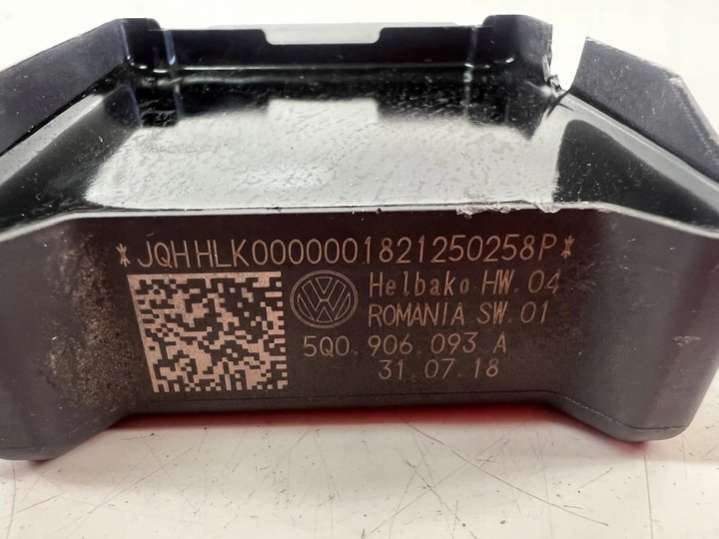 *JQHHLK0000001821250258P*
Helbako HW.04
ROMANIA SW.01
5Q0.906.093 A
31.07.18